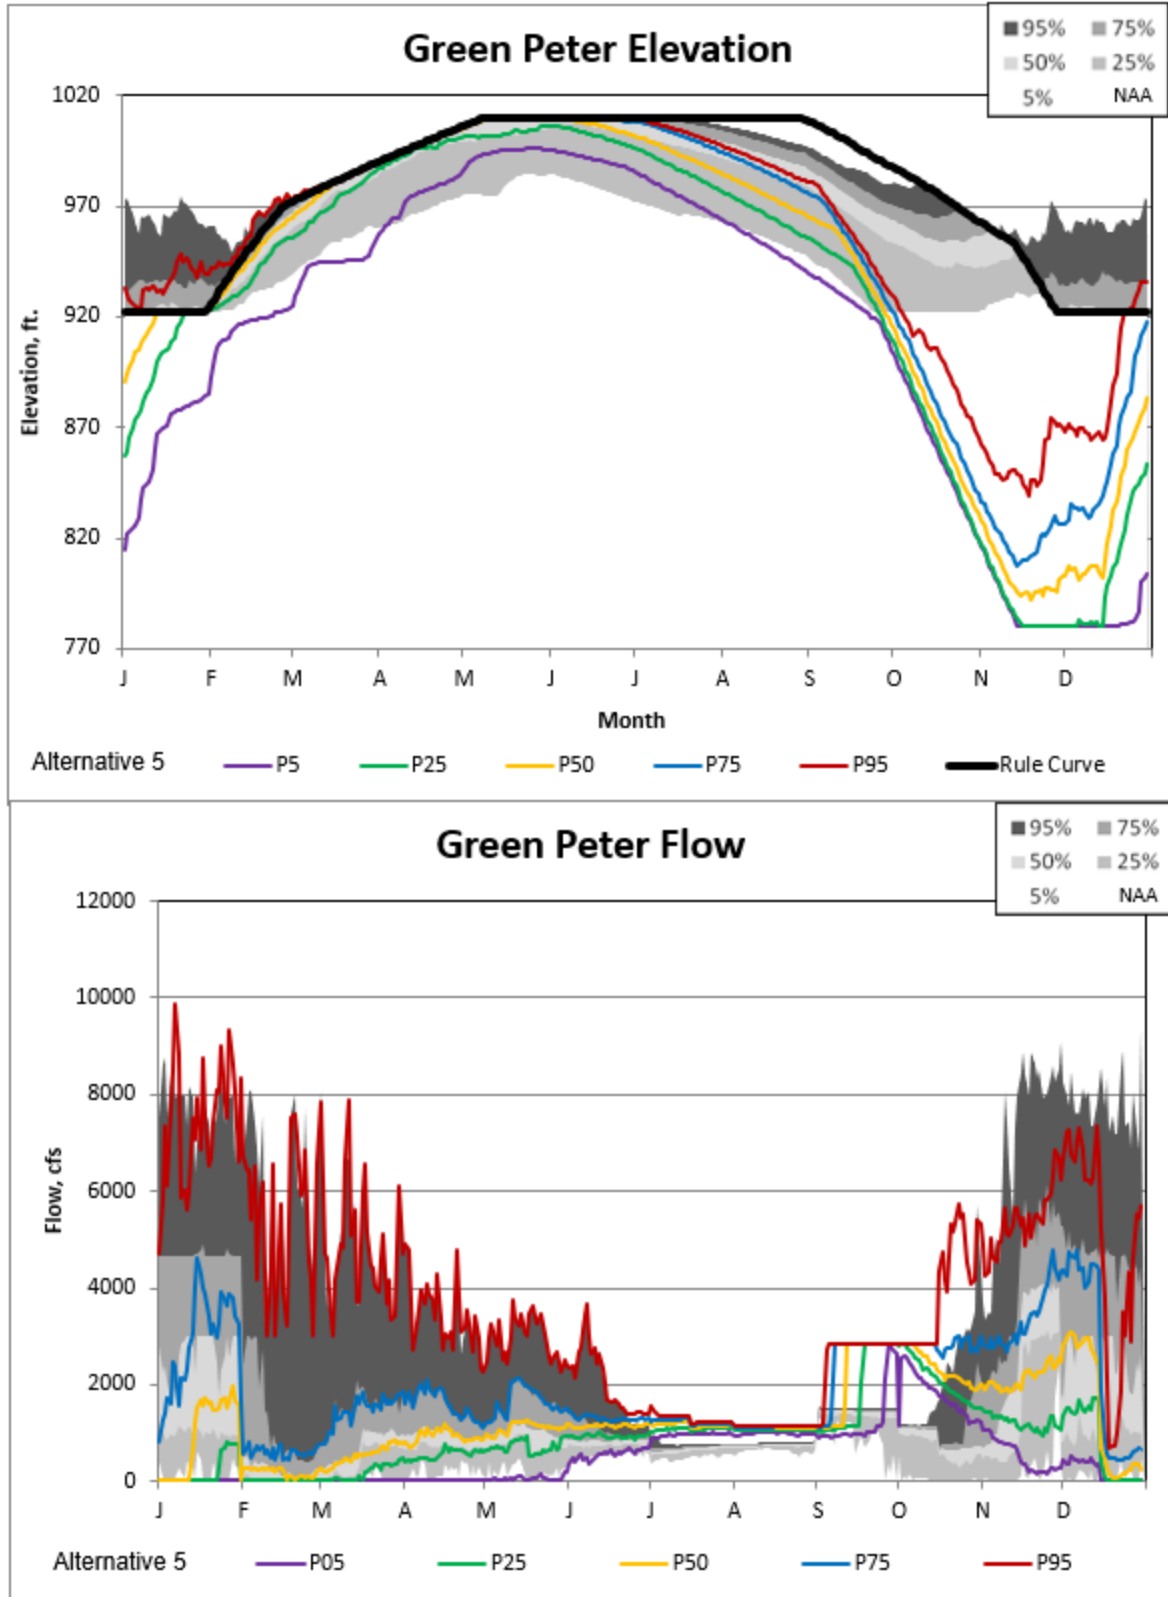 Green Peter Elevation
95% 75%
50% 25%
5% NAA
1020
970
920
870
820
770
Elevation, ft.
J F M A M J J A S O N D
Month
Alternative 5 P5 P25 P50 P75 P95 Rule Curve
Green Peter Flow
95% 75%
50% 25%
5% NAA
12000
10000
8000
6000
4000
2000
0
Flow, cfs
J F M A M J J A S O N D
Alternative 5 P05 P25 P50 P75 P95